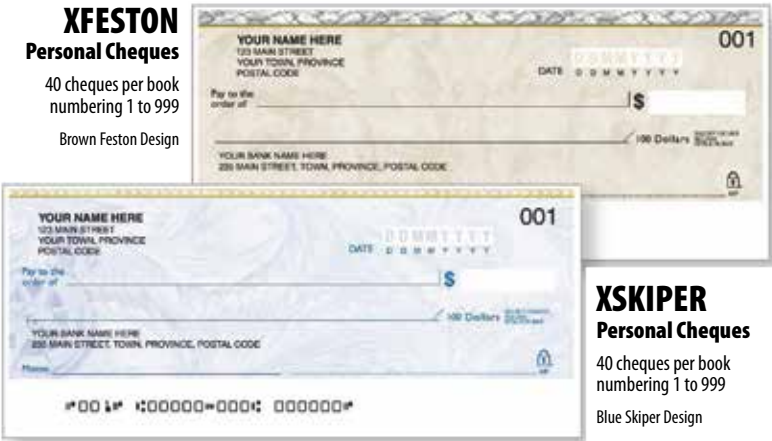 XFESTON
Personal Cheques
40 cheques per book
numbering 1 to 999
Brown Feston Design
YOUR NAME HERE
123 MAIN STREET
YOUR TOWN, PROVINCE
POSTAL CODE
001
DDMMYYYY
DATE D D M M Y Y Y Y
Pay to the
order of
$
100 Dollars
YOUR BANK NAME HERE
200 MAIN STREET, TOWN, PROVINCE, POSTAL CODE
YOUR NAME HERE
123 MAIN STREET
YOUR TOWN, PROVINCE
POSTAL CODE
001
DDMMYYYY
DATE D D M M Y Y Y Y
Pay to the
order of
$
100 Dollars
YOUR BANK NAME HERE
200 MAIN STREET, TOWN, PROVINCE, POSTAL CODE
Memo
⑈001⑈ ⑆00000⑉000⑆ 000000⑈
XSKIPER
Personal Cheques
40 cheques per book
numbering 1 to 999
Blue Skiper Design